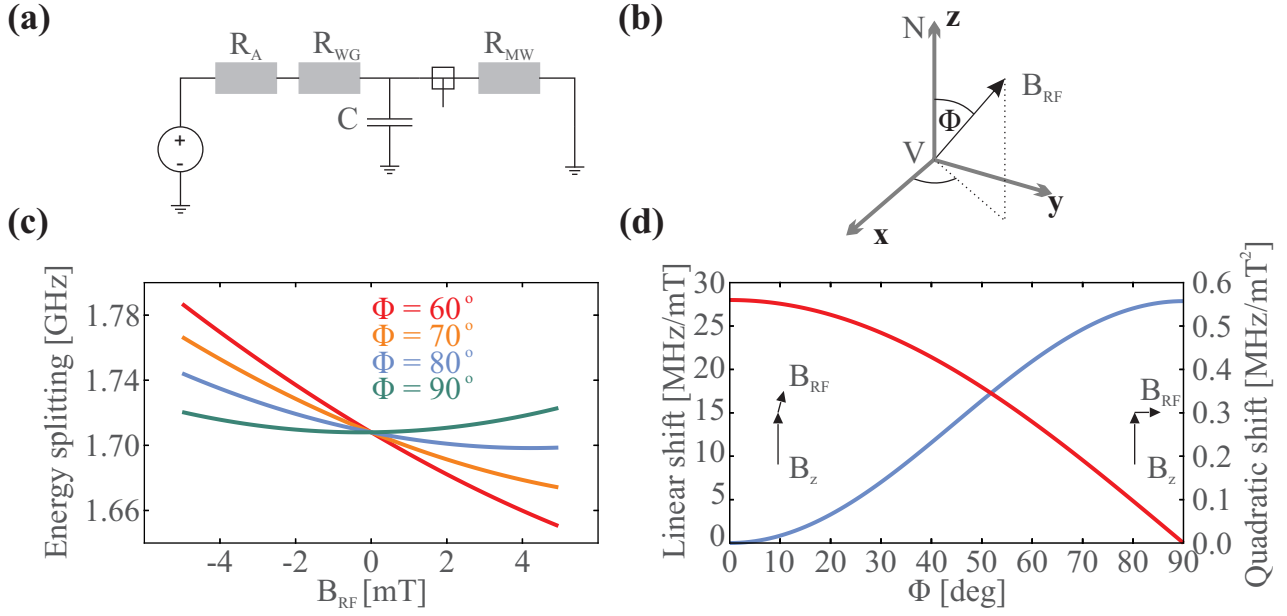 (a)
R_A R_WG R_MW
C
+
-
(b)
N z
B_RF
Φ
V
y
x
(c)
Energy splitting [GHz]
1.78
1.74
1.70
1.66
Φ = 60°
Φ = 70°
Φ = 80°
Φ = 90°
-4 -2 0 2 4
B_RF [mT]
(d)
Linear shift [MHz/mT]
30
25
20
15
10
5
0
B_RF
B_z
B_RF
B_z
0 10 20 30 40 50 60 70 80 90
Φ [deg]
0.6
0.5
0.4
0.3
0.2
0.1
0.0
Quadratic shift [MHz/mT²]